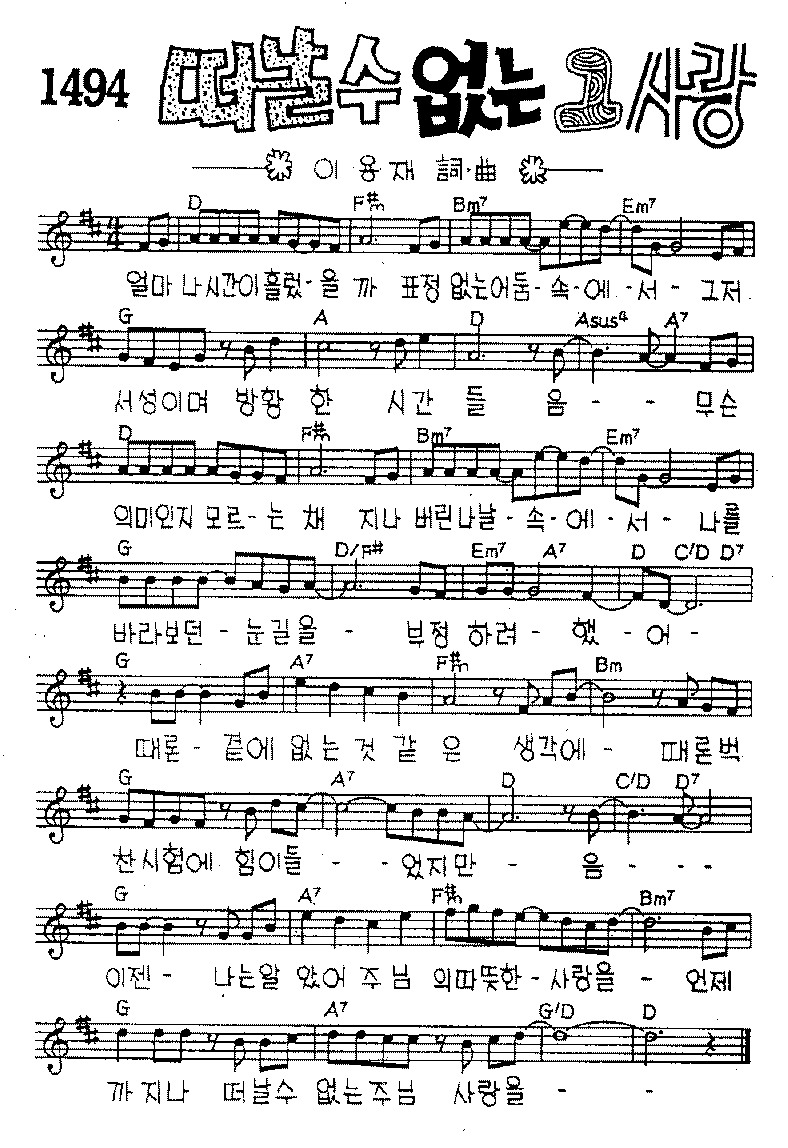 1494 떠날 수 없는 그 사랑
이용재 詞·曲
D F#m Bm7 Em7
얼마 나시간이흘렀-을 까 표정 없는어둠-속-에-서- 그저
G A D Asus4 A7
서성이며 방황 한 시간 들 음- - - 무슨
D F#m Bm7 Em7
의미인지 모르-는 채 지나 버린나날-속-에-서- 나를
G D/F# Em7 A7 D C/D D7
바라보던 - 눈길을 - 부정 하려 - 했 - 어 -
G A7 F#m Bm
때론- 곁에 없는 것 같 은 생각에- 때론벅
G A7 D C/D D7
찬시험에 힘이들 - - 었지만 - 음 - - -
G A7 F#m Bm7
이젠- 나는알 았어 주 님 의따뜻한-사랑을 - 언제
G A7 G/D D
까 지나 떠날수 없는주님 사랑을 - -